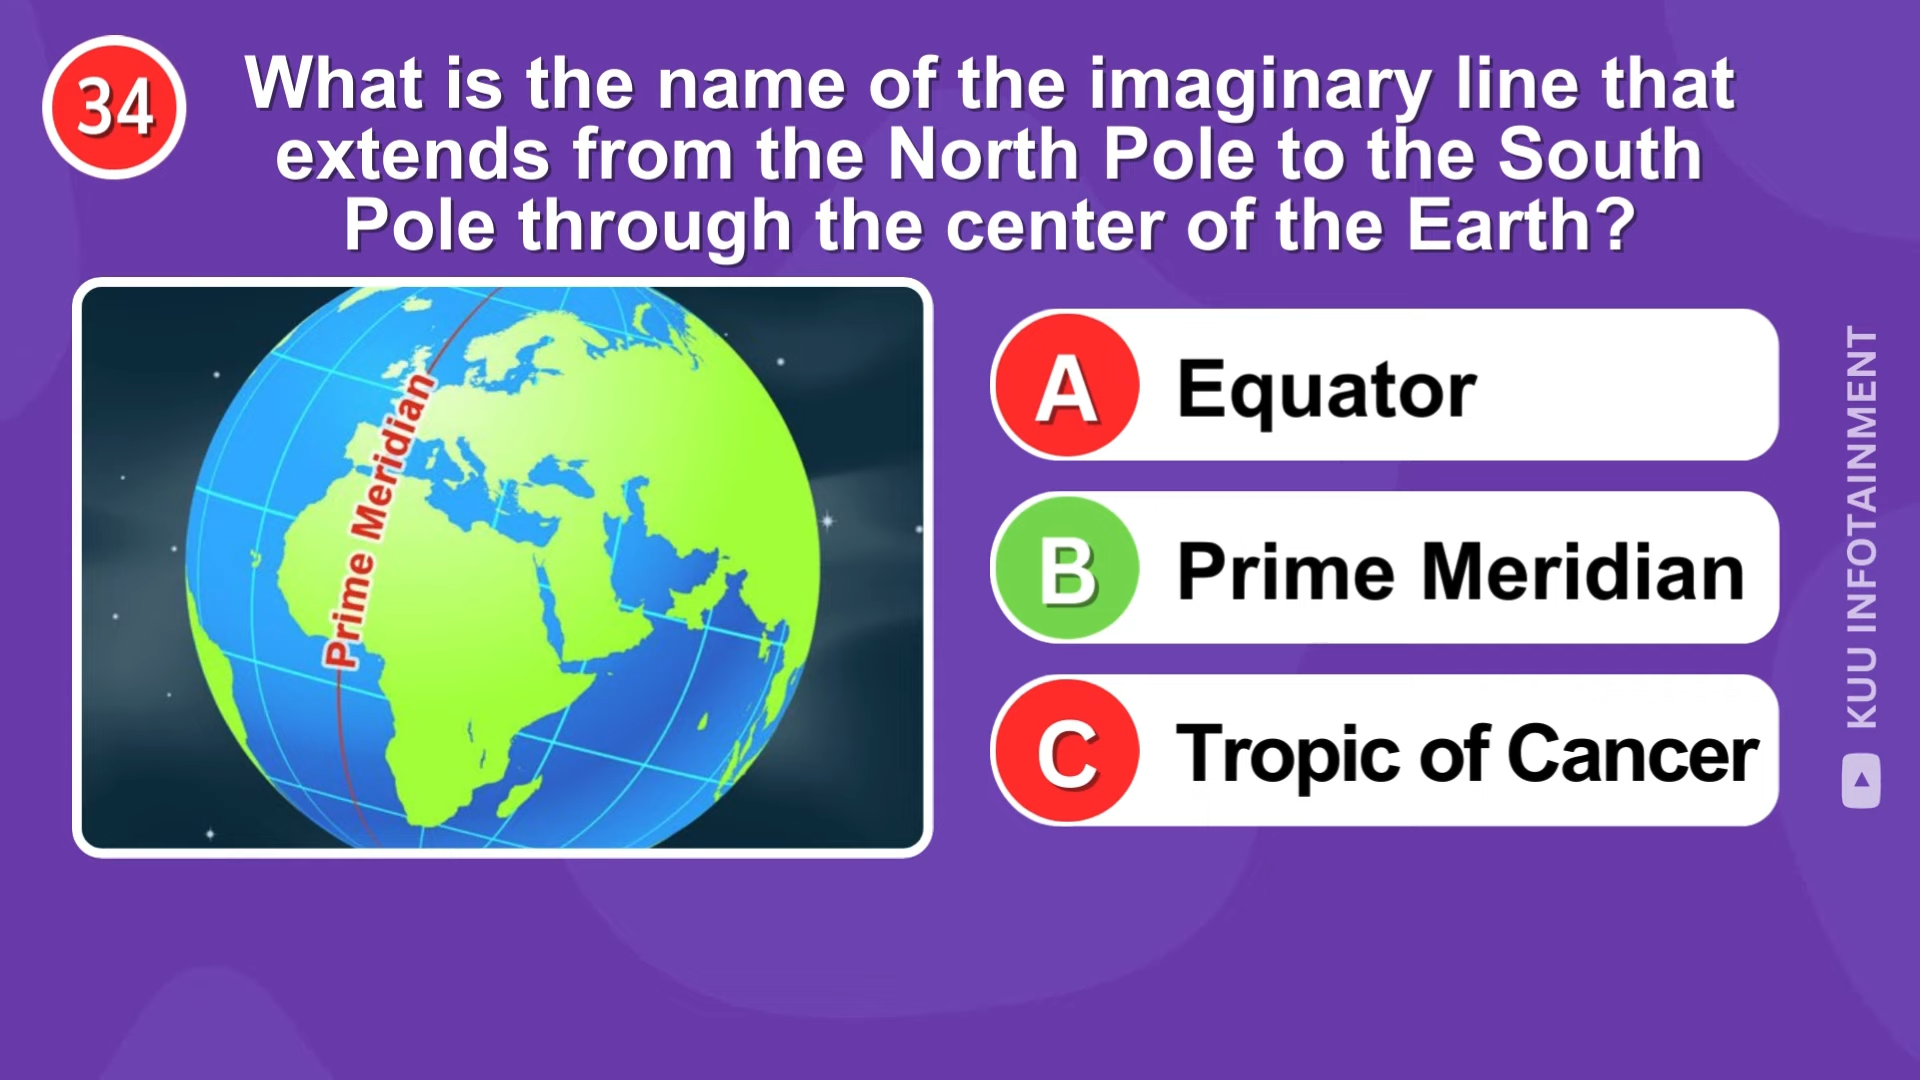 34
What is the name of the imaginary line that
extends from the North Pole to the South
Pole through the center of the Earth?
Prime Meridian
A Equator
B Prime Meridian
C Tropic of Cancer
KUU INFOTAINMENT